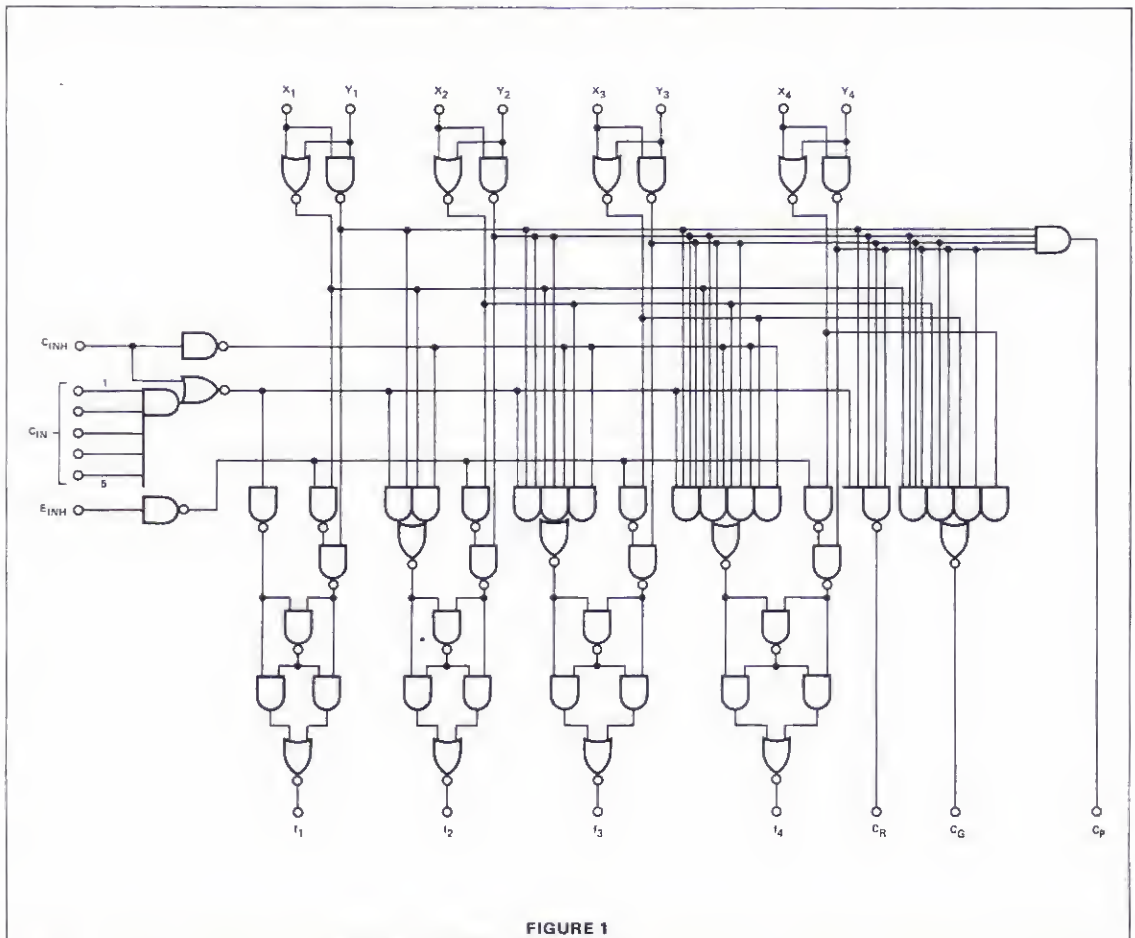 X1 Y1 X2 Y2 X3 Y3 X4 Y4
CINH
1
CIN
5
EINH
f1 f2 f3 f4 CR CG CP
FIGURE 1